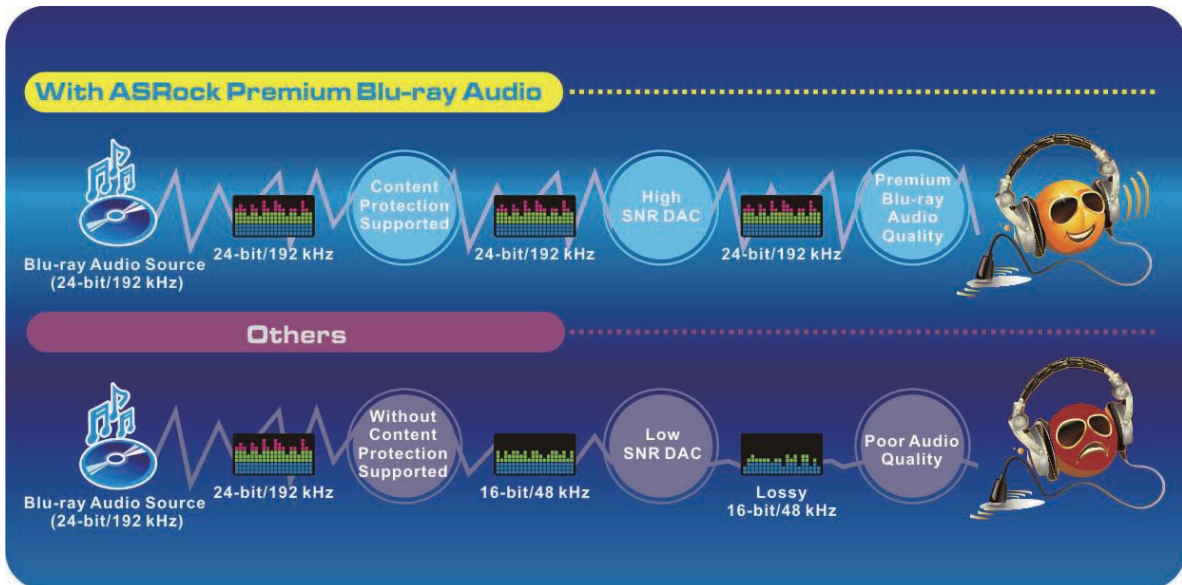 With ASRock Premium Blu-ray Audio
Blu-ray Audio Source
(24-bit/192 kHz)
24-bit/192 kHz
Content
Protection
Supported
24-bit/192 kHz
High
SNR DAC
24-bit/192 kHz
Premium
Blu-ray
Audio
Quality
Others
Blu-ray Audio Source
(24-bit/192 kHz)
24-bit/192 kHz
Without
Content
Protection
Supported
16-bit/48 kHz
Low
SNR DAC
Lossy
16-bit/48 kHz
Poor Audio
Quality